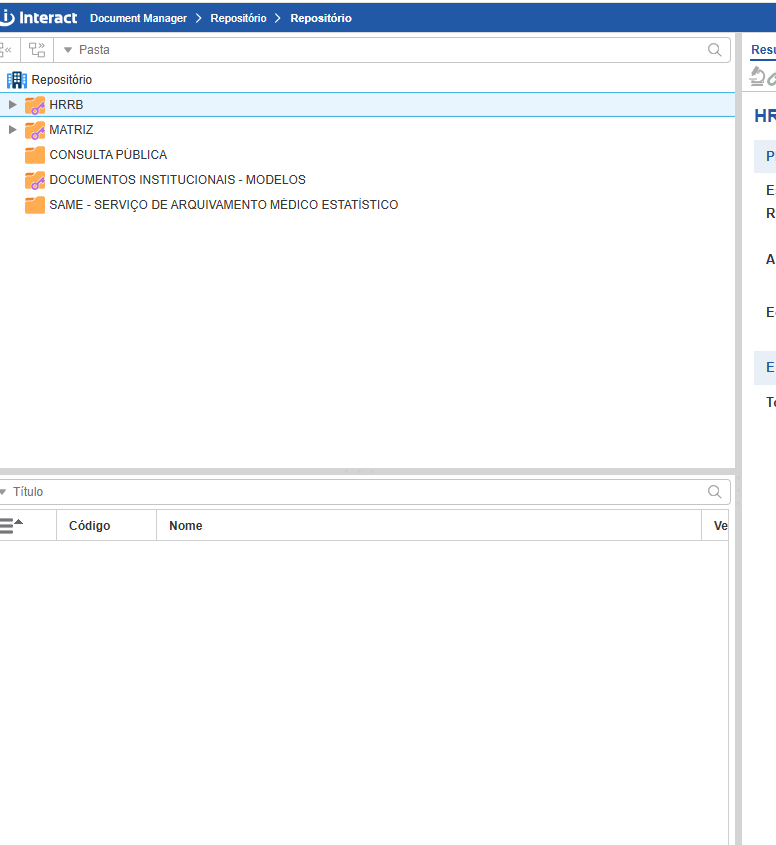 Interact Document Manager > Repositório > Repositório
Pasta
Repositório
HRRB
MATRIZ
CONSULTA PÚBLICA
DOCUMENTOS INSTITUCIONAIS - MODELOS
SAME - SERVIÇO DE ARQUIVAMENTO MÉDICO ESTATÍSTICO
Título
Código Nome Ve
Resu
HR
P
E
R
A
E
E
To